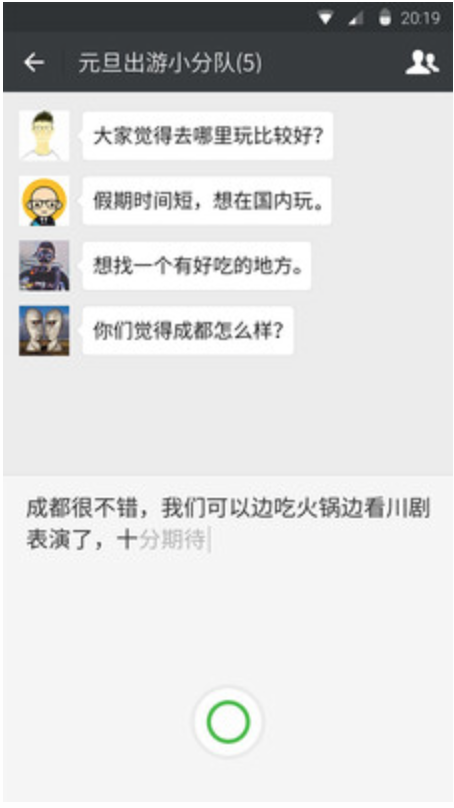 20:19
元旦出游小分队(5)
大家觉得去哪里玩比较好？
假期时间短，想在国内玩。
想找一个有好吃的地方。
你们觉得成都怎么样？
成都很不错，我们可以边吃火锅边看川剧
表演了，十分期待